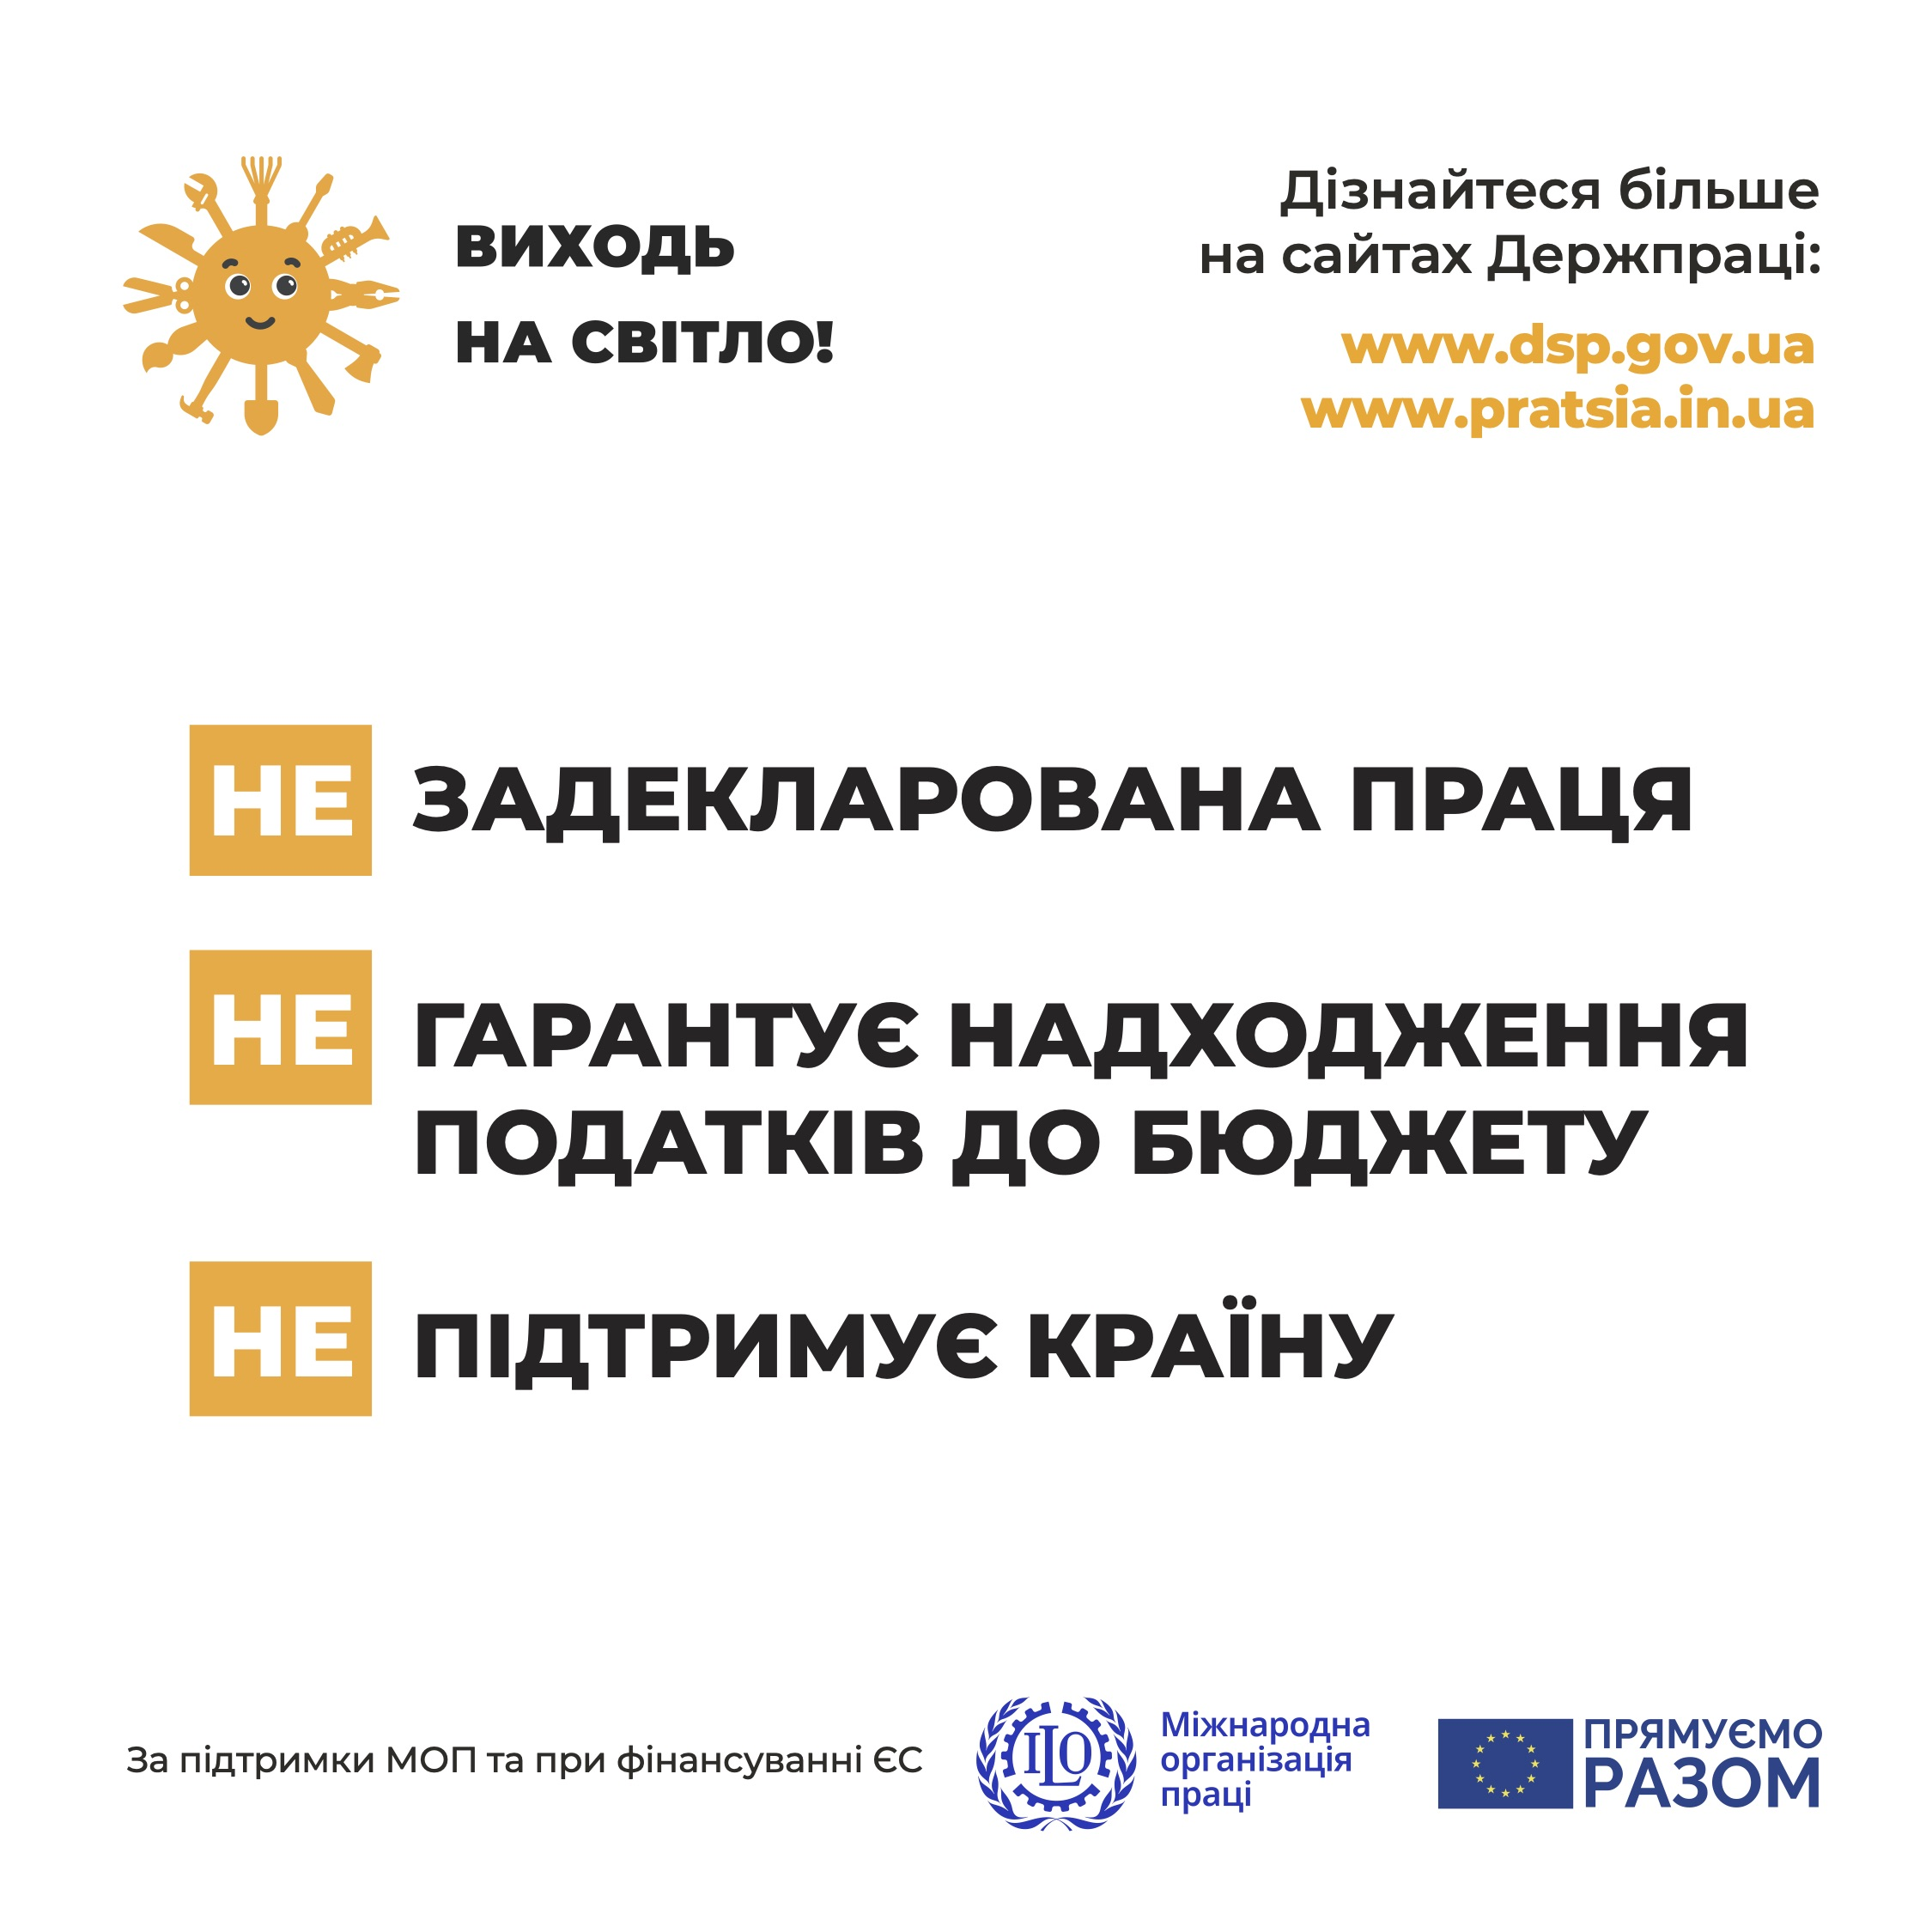 ВИХОДЬ
НА СВІТЛО!
Дізнайтеся більше
на сайтах Держпраці:
www.dsp.gov.ua
www.pratsia.in.ua
НЕ ЗАДЕКЛАРОВАНА ПРАЦЯ
НЕ ГАРАНТУЄ НАДХОДЖЕННЯ
ПОДАТКІВ ДО БЮДЖЕТУ
НЕ ПІДТРИМУЄ КРАЇНУ
За підтримки МОП та при фінансуванні ЄС
ILO
Міжнародна
організація
праці
ПРЯМУЄМО
РАЗОМ